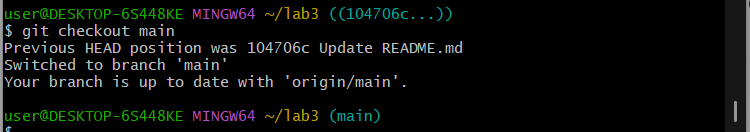 user@DESKTOP-6S448KE MINGW64 ~/lab3 ((104706c...))
$ git checkout main
Previous HEAD position was 104706c Update README.md
Switched to branch 'main'
Your branch is up to date with 'origin/main'.
user@DESKTOP-6S448KE MINGW64 ~/lab3 (main)
$